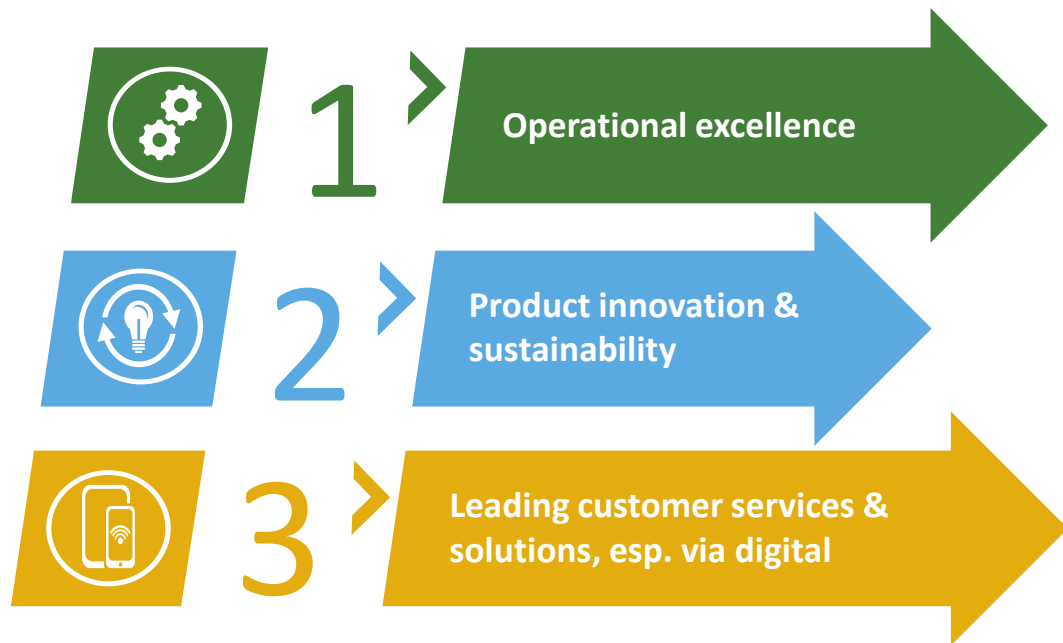 1
Operational excellence
2
Product innovation &
sustainability
3
Leading customer services &
solutions, esp. via digital